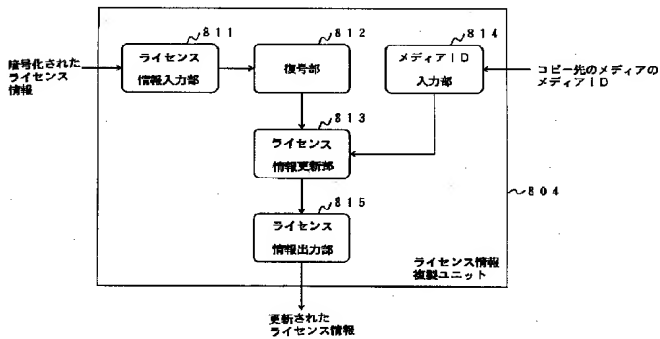 811
812
814
暗号化された
ライセンス
情報
ライセンス
情報入力部
復号部
メディアID
入力部
コピー先のメディアの
メディアID
813
ライセンス
情報更新部
804
815
ライセンス
情報出力部
ライセンス情報
複製ユニット
更新された
ライセンス情報